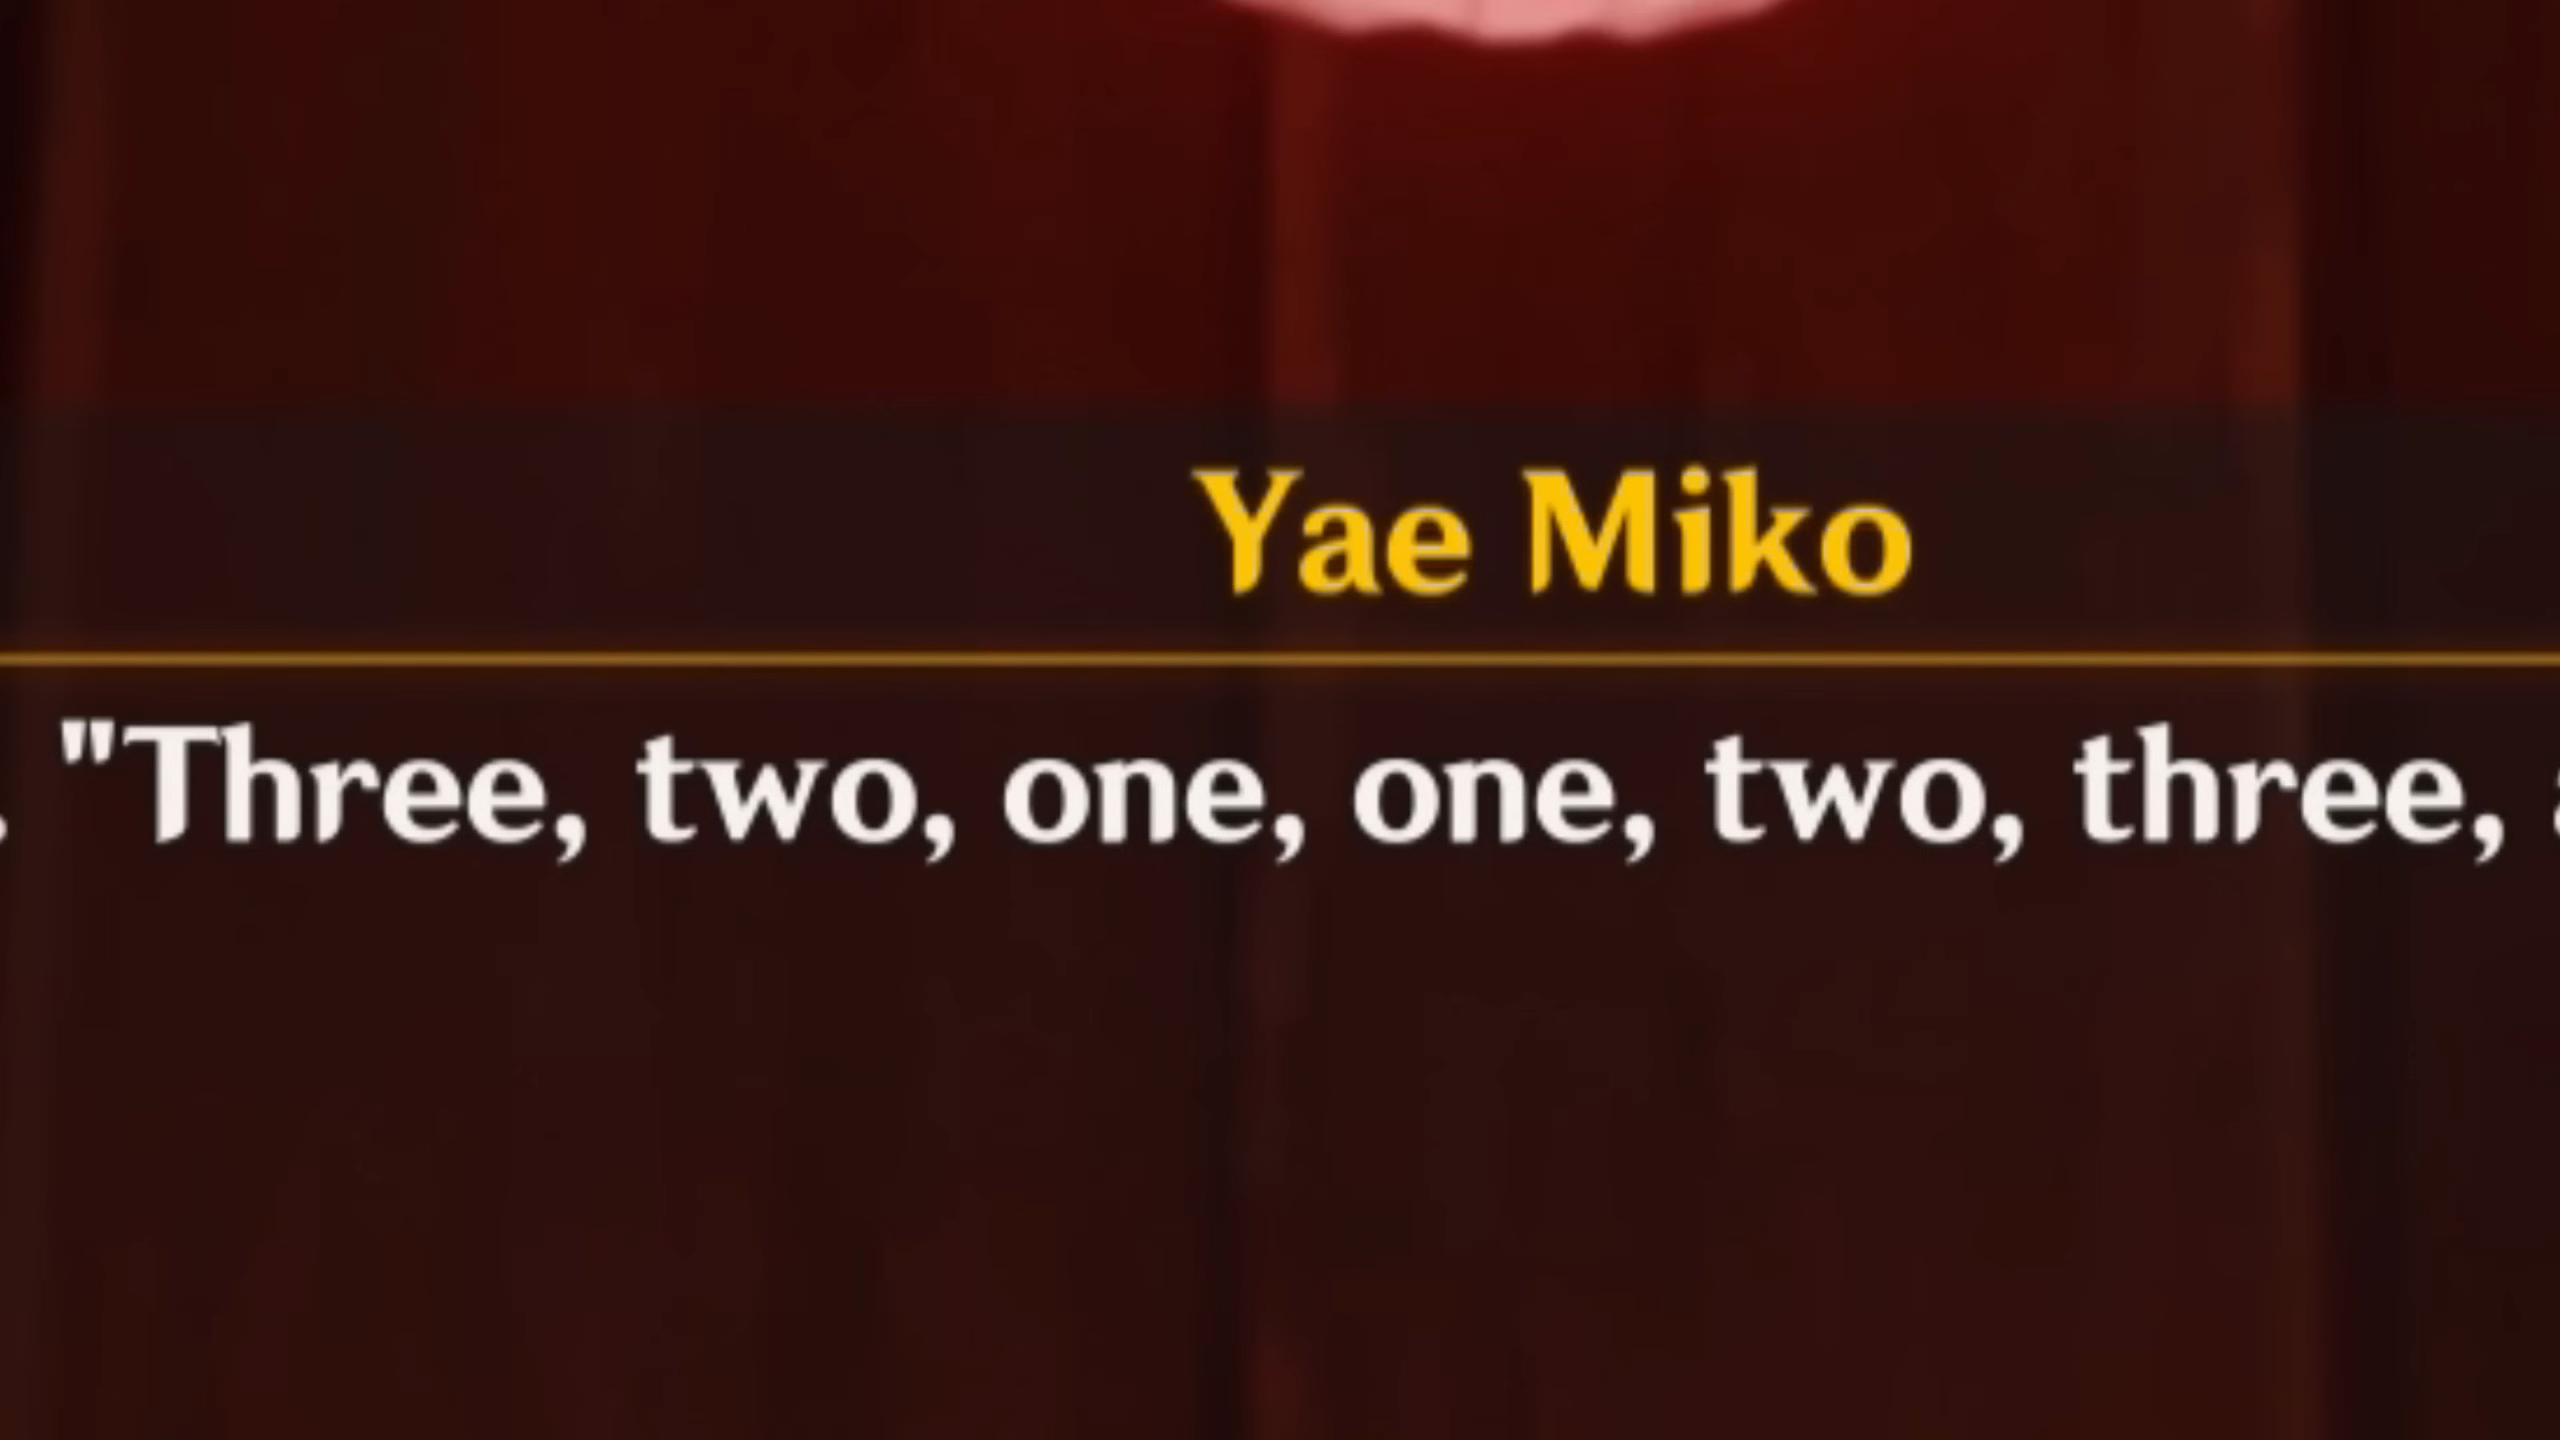 Yae Miko
, "Three, two, one, one, two, three,